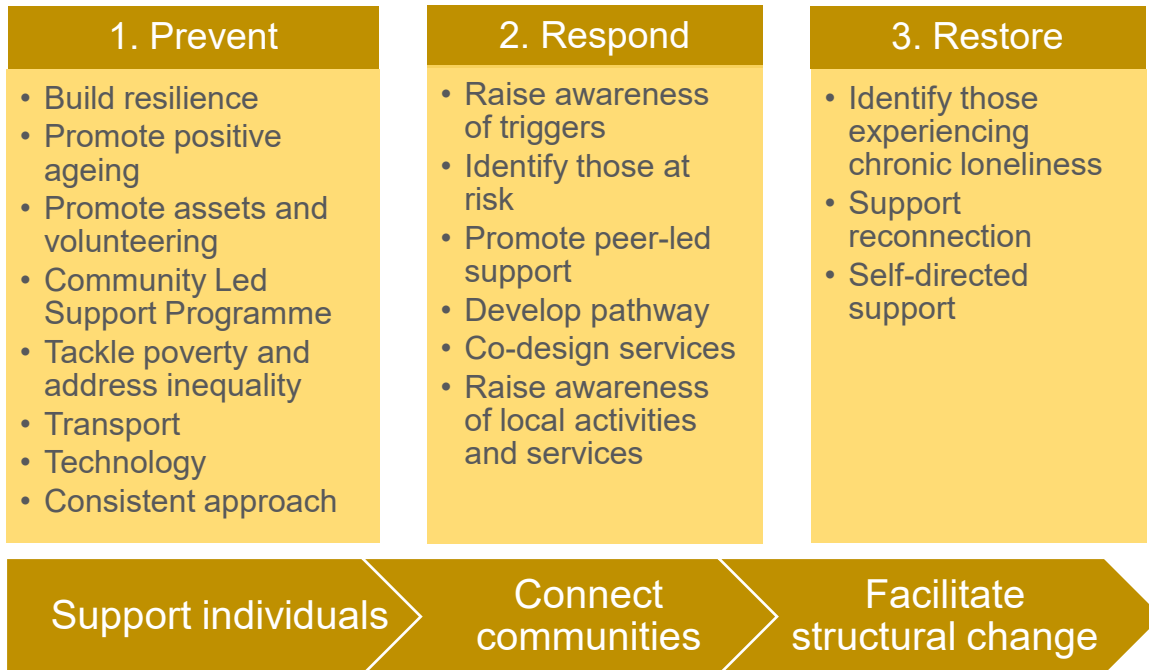 1. Prevent
• Build resilience
• Promote positive
ageing
• Promote assets and
volunteering
• Community Led
Support Programme
• Tackle poverty and
address inequality
• Transport
• Technology
• Consistent approach
2. Respond
• Raise awareness
of triggers
• Identify those at
risk
• Promote peer-led
support
• Develop pathway
• Co-design services
• Raise awareness
of local activities
and services
3. Restore
• Identify those
experiencing
chronic loneliness
• Support
reconnection
• Self-directed
support
Support individuals
Connect
communities
Facilitate
structural change